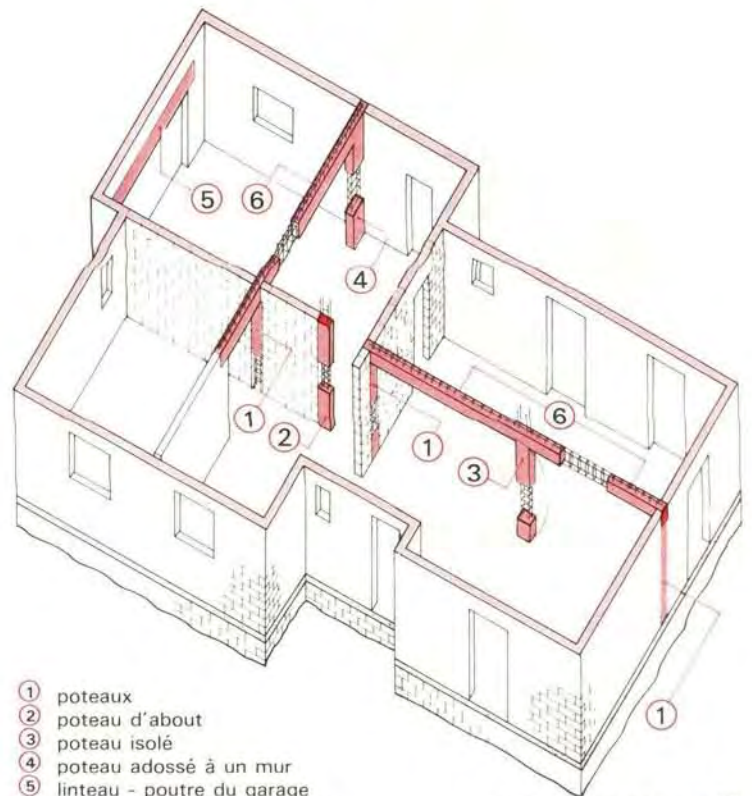 ⑤
⑥
④
①
②
⑥
①
③
①
① poteaux
② poteau d'about
③ poteau isolé
④ poteau adossé à un mur
⑤ linteau - poutre du garage